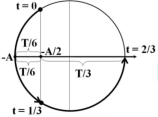 t = 0
T/6
-A
-A/2
t = 2/3
T/6
T/3
t = 1/3